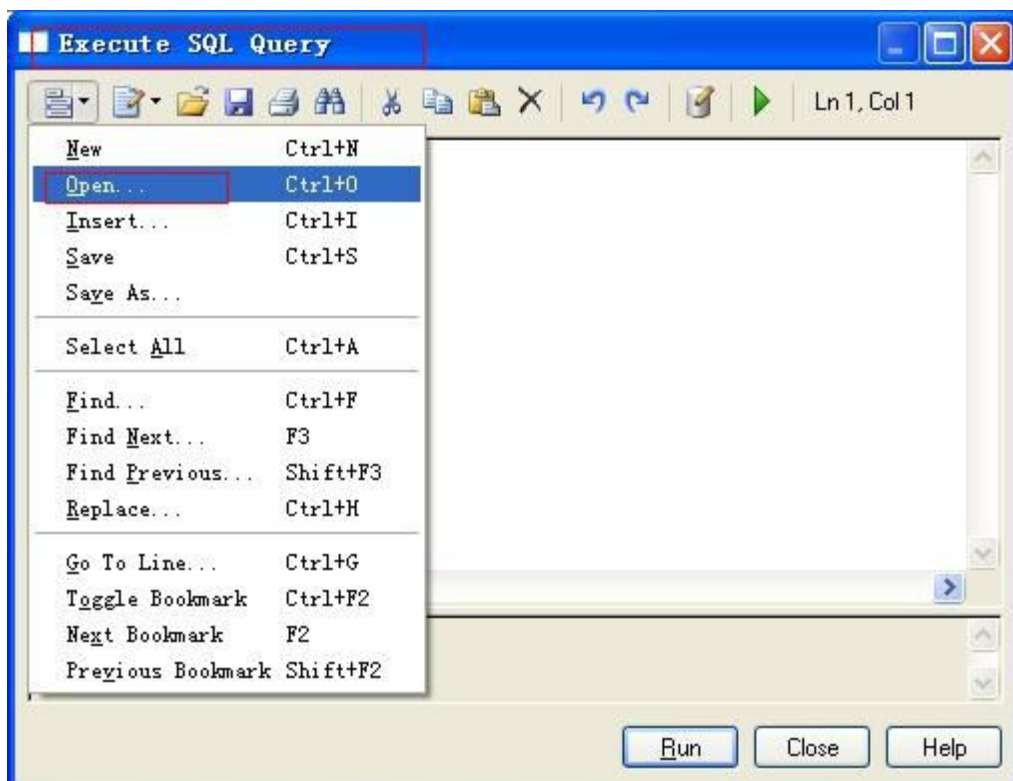 Execute SQL Query
Ln 1, Col 1
New Ctrl+N
Open... Ctrl+O
Insert... Ctrl+I
Save Ctrl+S
Save As...
Select All Ctrl+A
Find... Ctrl+F
Find Next... F3
Find Previous... Shift+F3
Replace... Ctrl+H
Go To Line... Ctrl+G
Toggle Bookmark Ctrl+F2
Next Bookmark F2
Previous Bookmark Shift+F2
Run Close Help